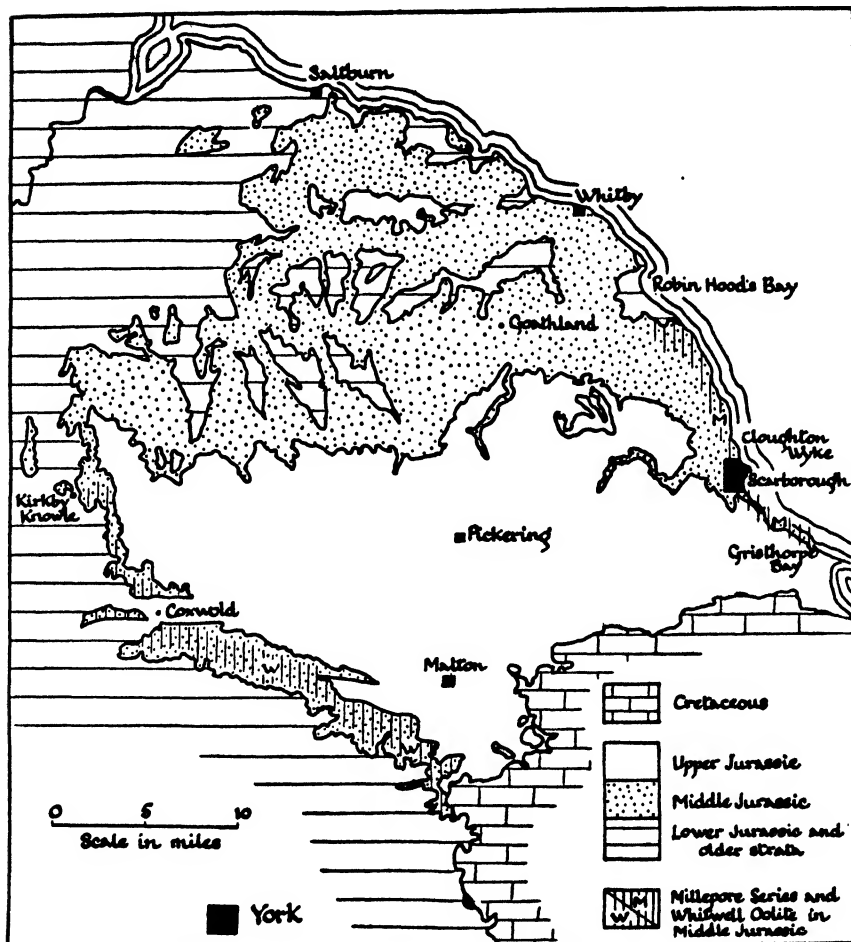 Saltburn
Whitby
Robin Hood's Bay
Goathland
M
Cloughton
Wyke
Scarborough
Kirkby
Knowle
Pickering
M
Gristhorpe
Bay
Coxwold
W
Malton
W
Cretaceous
Upper Jurassic
Middle Jurassic
Lower Jurassic and
older strata
0 5 10
Scale in miles
York
M
W
Millepore Series and
Whitwell Oolite in
Middle Jurassic